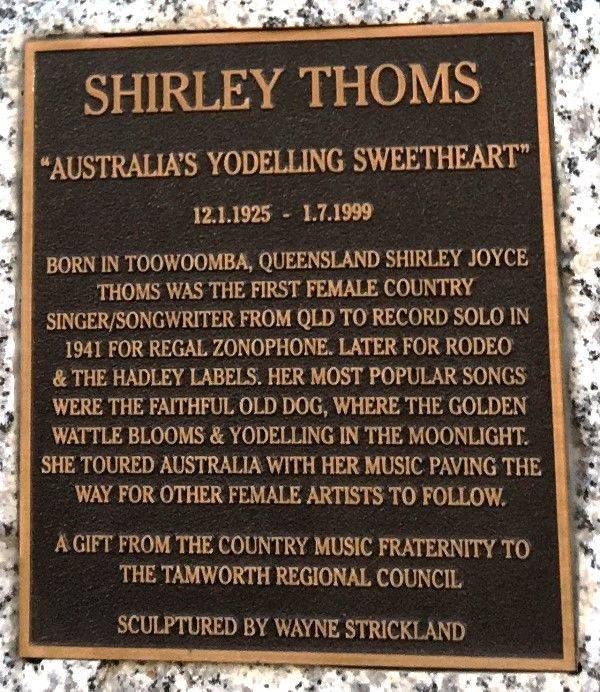 SHIRLEY THOMS
"AUSTRALIA'S YODELLING SWEETHEART"
12.1.1925 - 1.7.1999
BORN IN TOOWOOMBA, QUEENSLAND SHIRLEY JOYCE
THOMS WAS THE FIRST FEMALE COUNTRY
SINGER/SONGWRITER FROM QLD TO RECORD SOLO IN
1941 FOR REGAL ZONOPHONE. LATER FOR RODEO
& THE HADLEY LABELS. HER MOST POPULAR SONGS
WERE THE FAITHFUL OLD DOG, WHERE THE GOLDEN
WATTLE BLOOMS & YODELLING IN THE MOONLIGHT.
SHE TOURED AUSTRALIA WITH HER MUSIC PAVING THE
WAY FOR OTHER FEMALE ARTISTS TO FOLLOW.
A GIFT FROM THE COUNTRY MUSIC FRATERNITY TO
THE TAMWORTH REGIONAL COUNCIL
SCULPTURED BY WAYNE STRICKLAND